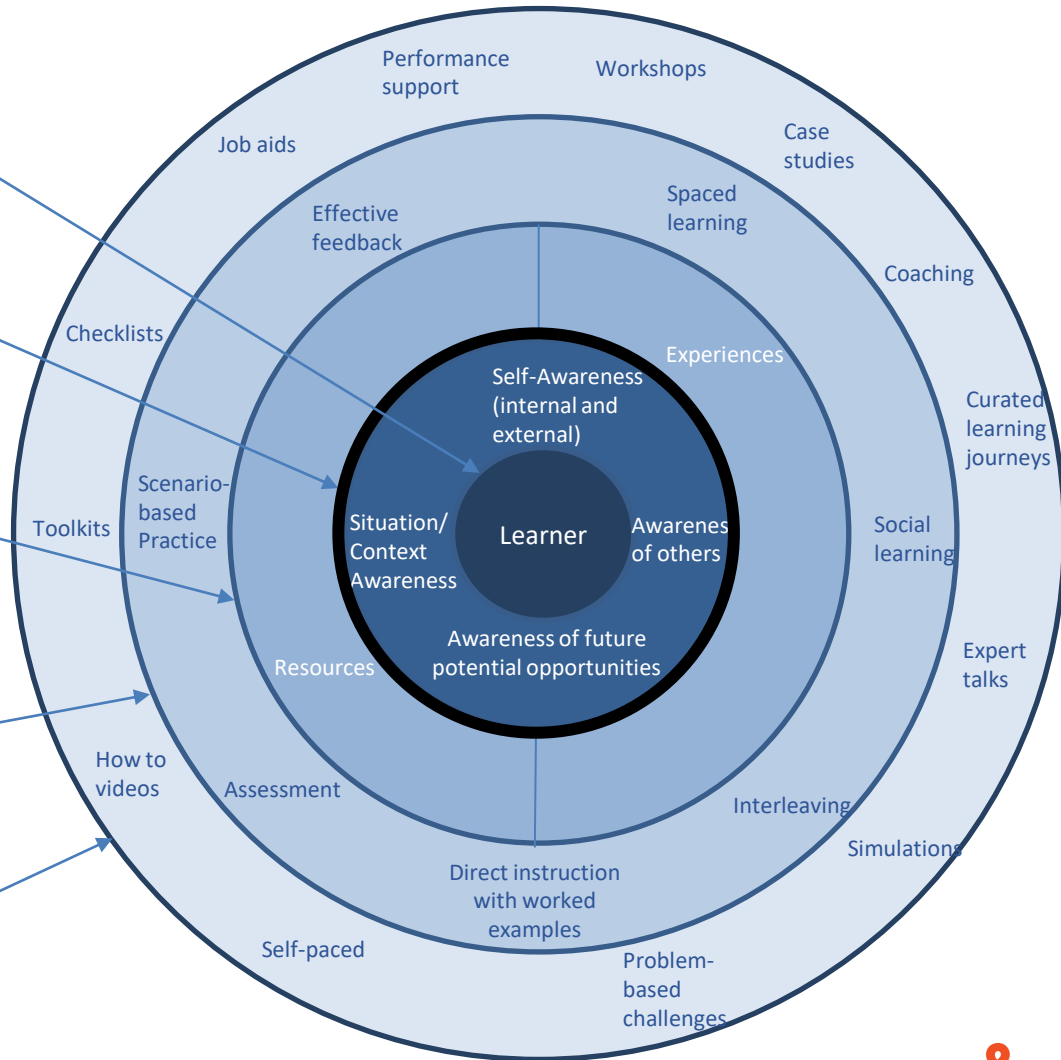 Performance
support
Workshops
Job aids
Case
studies
Effective
feedback
Spaced
learning
Coaching
Checklists
Experiences
Self-Awareness
(internal and
external)
Curated
learning
journeys
Scenario-
based
Practice
Toolkits
Situation/
Context
Awareness
Learner
Awarenes
of others
Social
learning
Resources
Awareness of future
potential opportunities
Expert
talks
How to
videos
Assessment
Interleaving
Simulations
Direct instruction
with worked
examples
Self-paced
Problem-
based
challenges